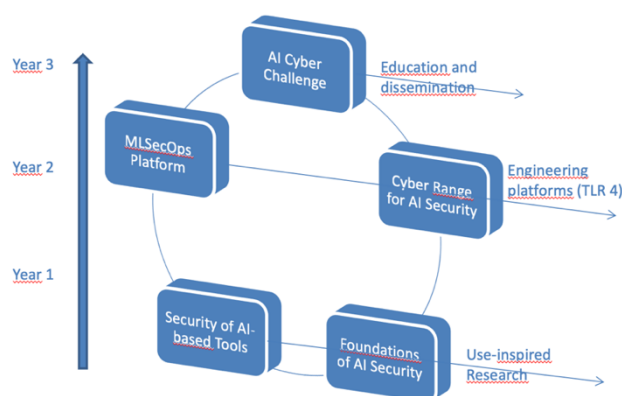 Year 3
AI Cyber
Challenge
Education and
dissemination
MLSecOps
Platform
Year 2
Cyber Range
for AI Security
Engineering
platforms (TLR 4)
Year 1
Security of AI-
based Tools
Foundations
of AI Security
Use-inspired
Research